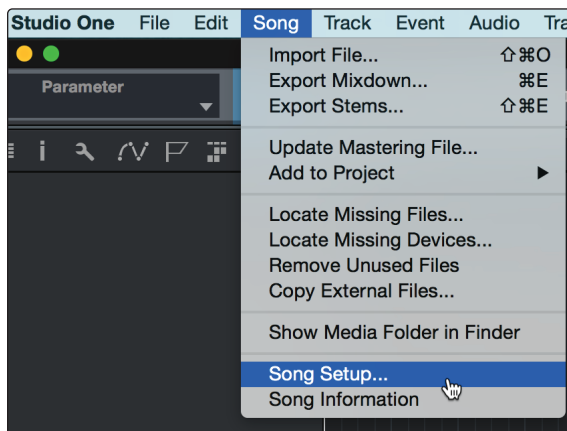 Studio One File Edit Song Track Event Audio
Parameter
Import File... ⇧⌘O
Export Mixdown... ⌘E
Export Stems... ⇧⌘E
Update Mastering File...
Add to Project
Locate Missing Files...
Locate Missing Devices...
Remove Unused Files
Copy External Files...
Show Media Folder in Finder
Song Setup...
Song Information